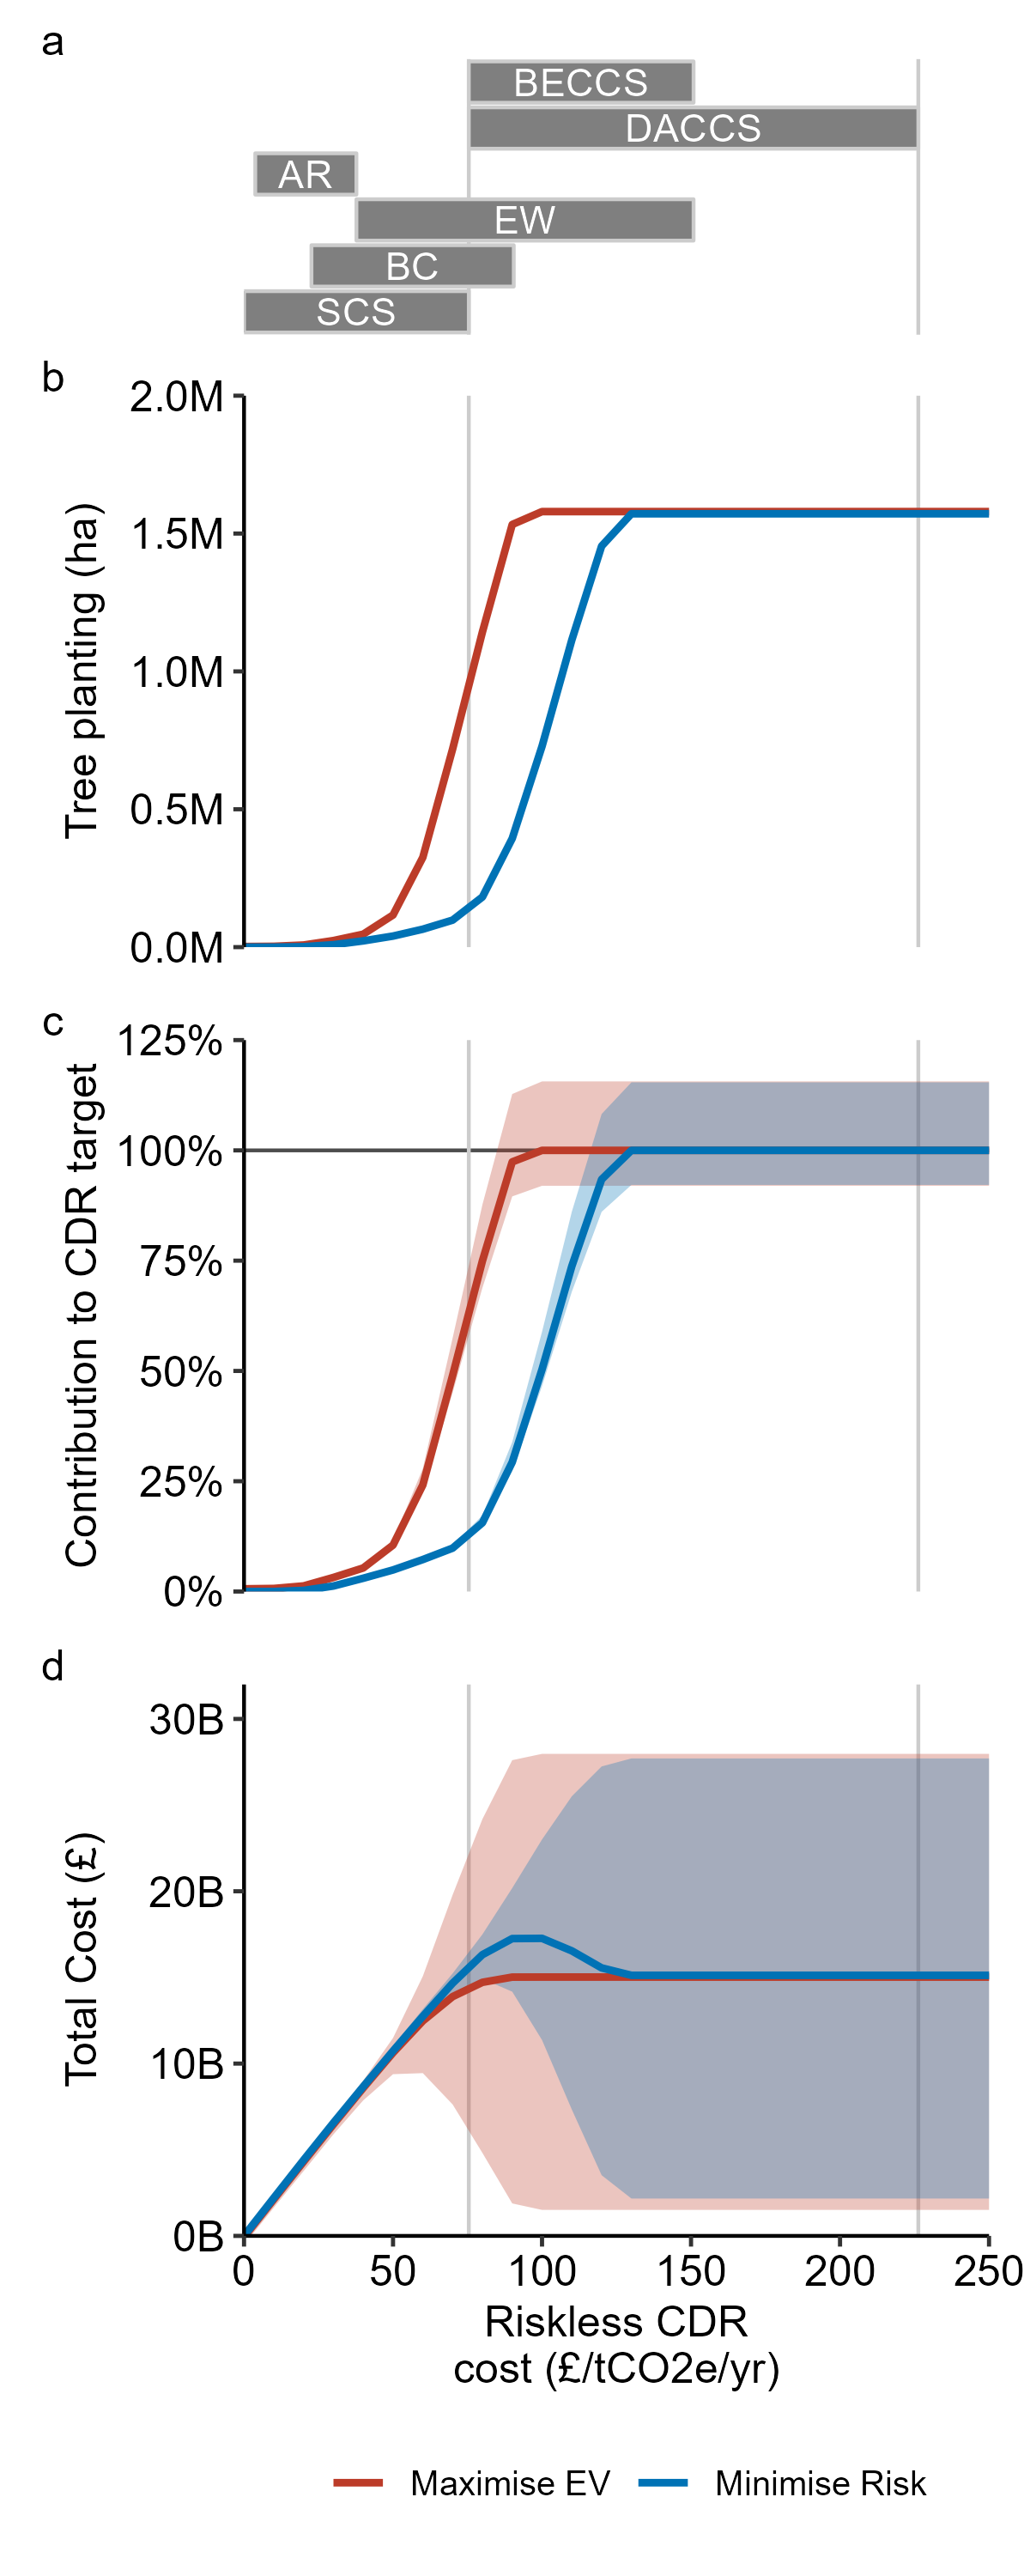 a
BECCS
DACCS
AR
EW
BC
SCS
b
2.0M
1.5M
1.0M
0.5M
0.0M
Tree planting (ha)
c
125%
100%
75%
50%
25%
0%
Contribution to CDR target
d
30B
20B
10B
0B
Total Cost (£)
0 50 100 150 200 250
Riskless CDR
cost (£/tCO2e/yr)
Maximise EV Minimise Risk